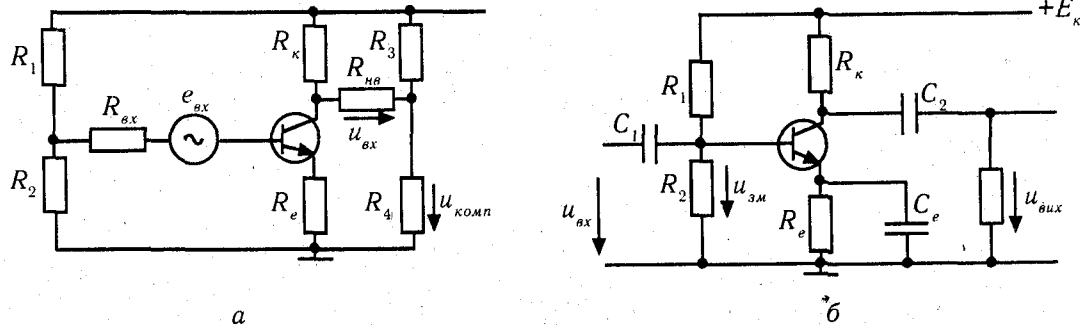 R₁
R₂
Rвх
eвх
Rк
R₃
Rнв
uвх
Rе
R₄
uкомп
а
+Eк
R₁
Rк
C₁
C₂
R₂
uзм
uвх
Rе
Cе
uвих
б